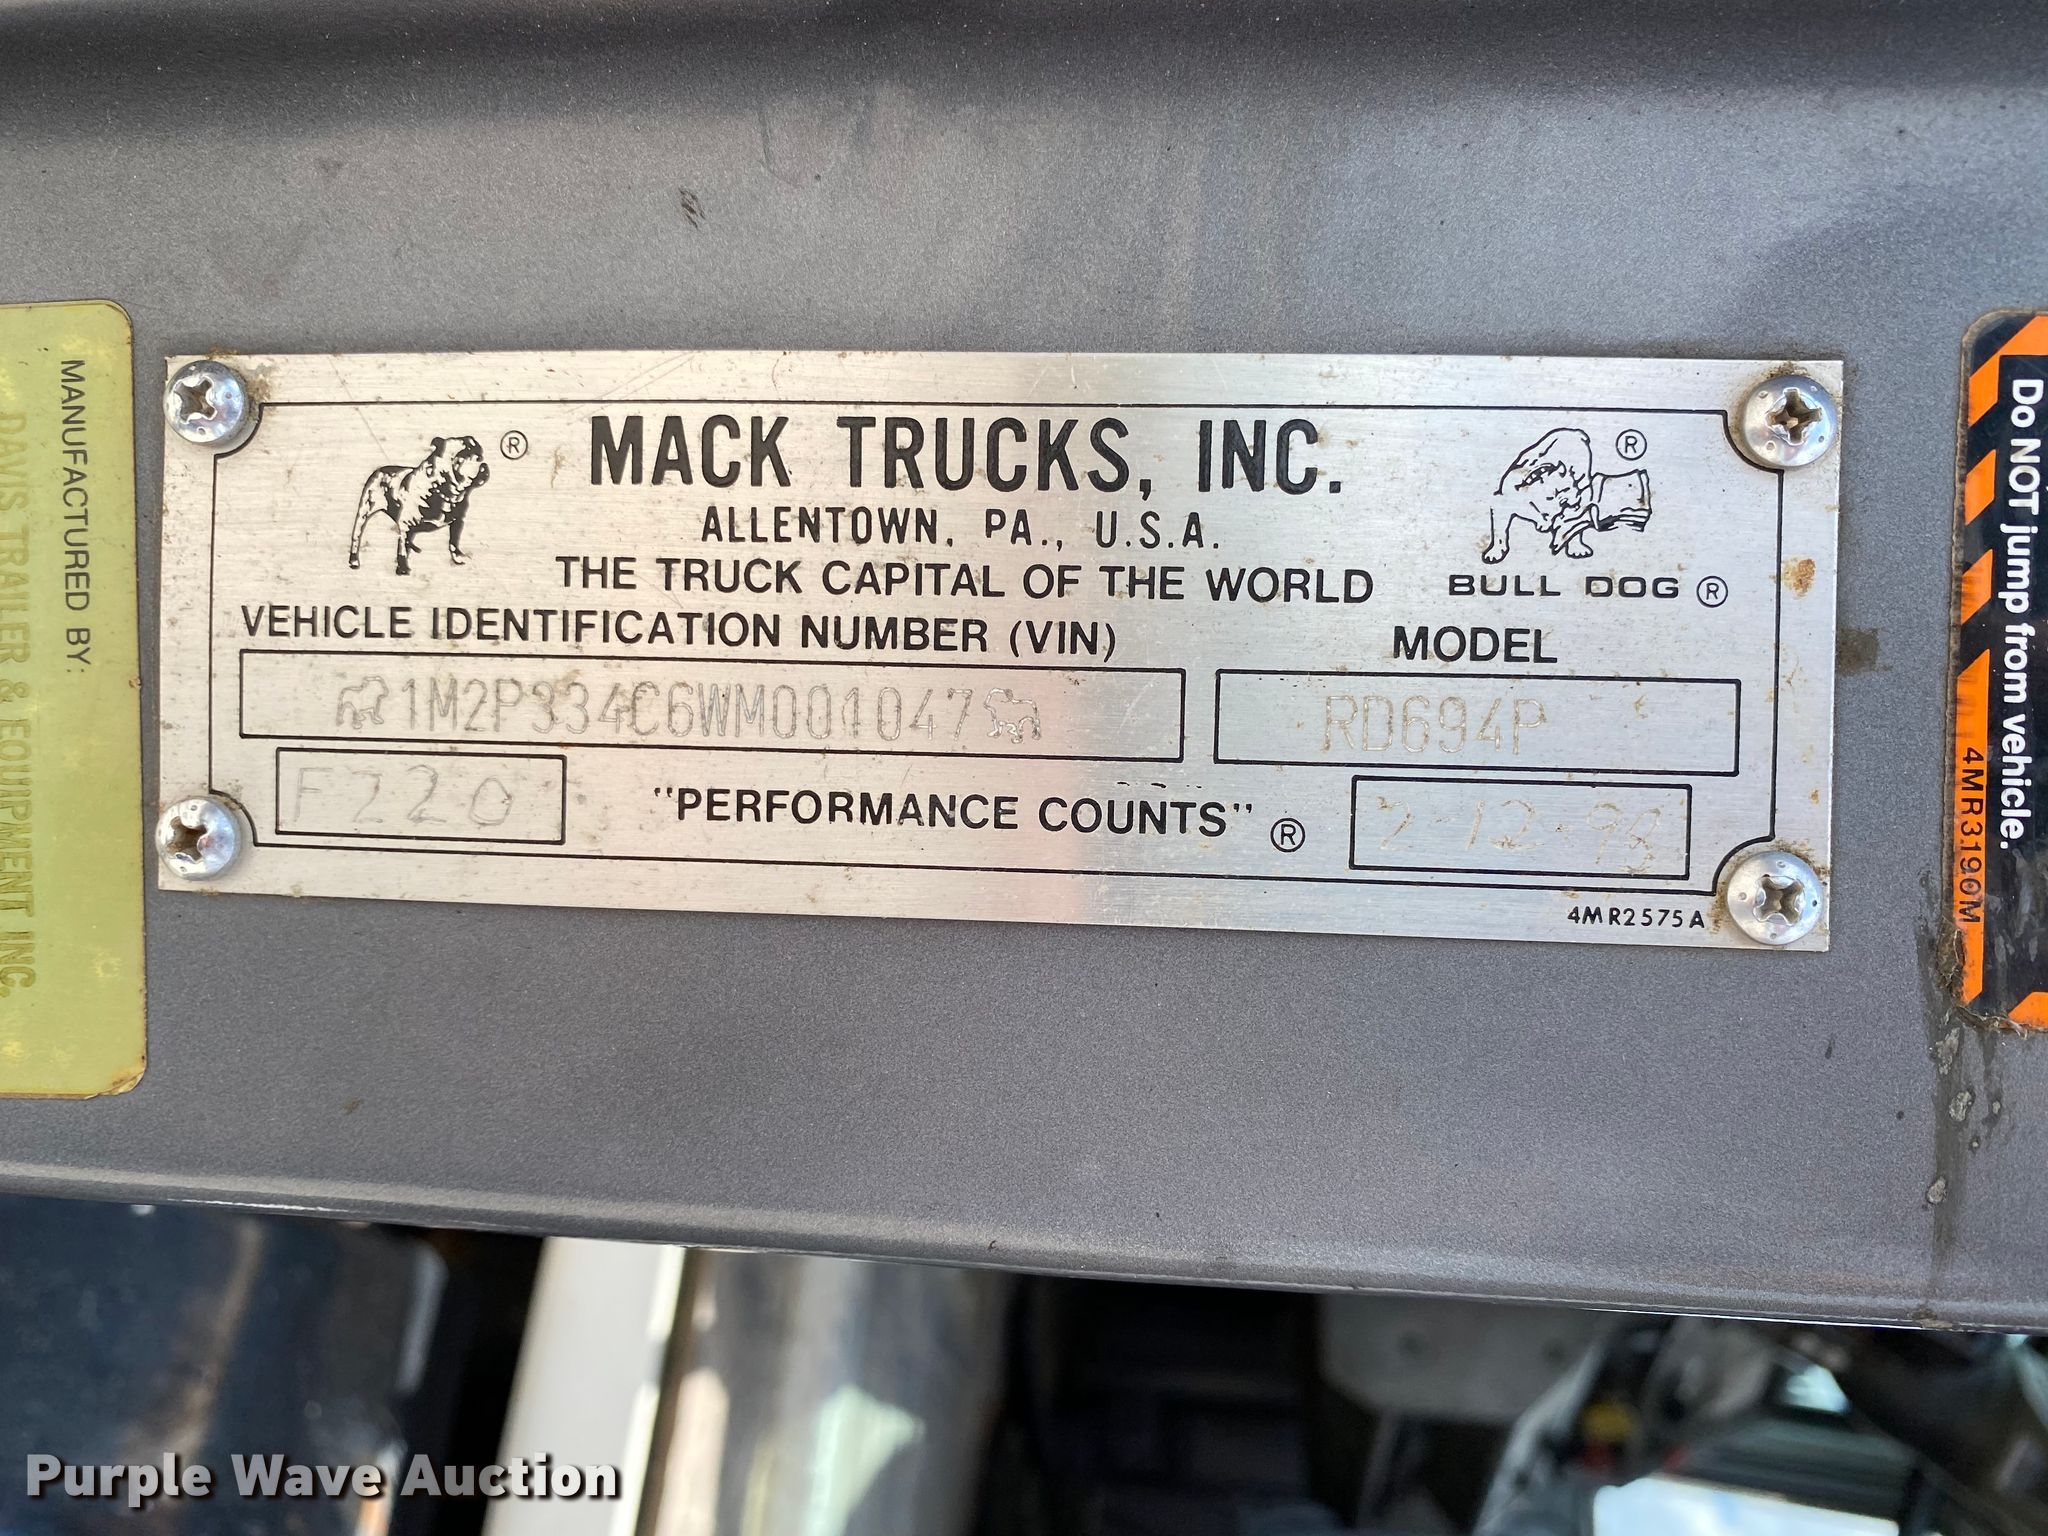 MACK TRUCKS, INC.
ALLENTOWN, PA., U.S.A.
THE TRUCK CAPITAL OF THE WORLD
BULL DOG ®
®
®
VEHICLE IDENTIFICATION NUMBER (VIN)
MODEL
1M2P334C6WM001047
RD694P
F220
"PERFORMANCE COUNTS" ®
2-12-98
4MR2575A
MANUFACTURED BY:
DAVIS TRAILER & EQUIPMENT INC.
Do NOT jump from vehicle.
4MR3190M
Purple Wave Auction